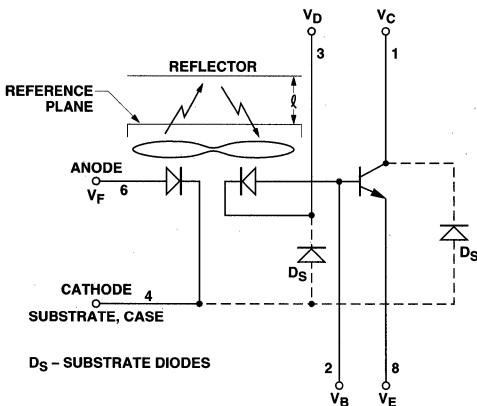 V_D
V_C
3
1
REFLECTOR
ℓ
REFERENCE
PLANE
ANODE
6
V_F
D_S
D_S
CATHODE
4
SUBSTRATE, CASE
D_S – SUBSTRATE DIODES
2
8
V_B
V_E